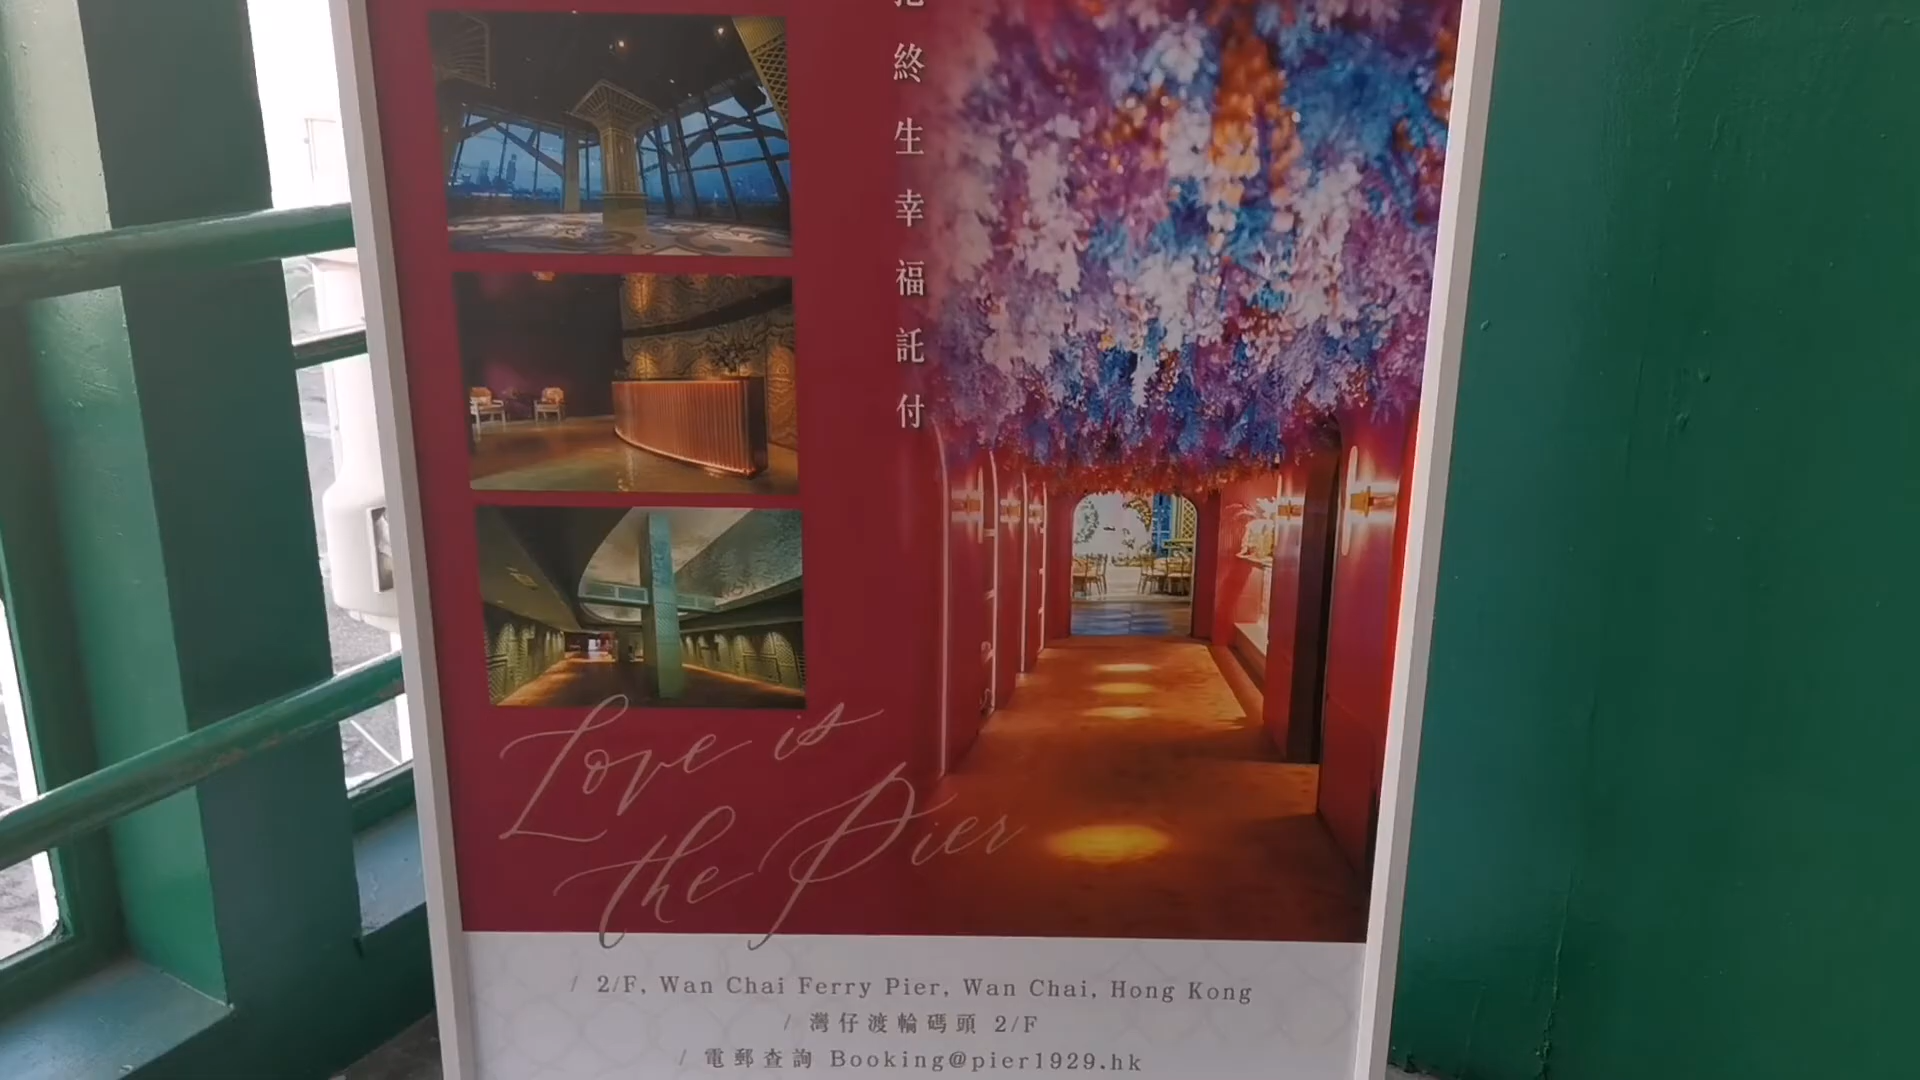 終生幸福託付
Love is
the Pier
/ 2/F, Wan Chai Ferry Pier, Wan Chai, Hong Kong
/ 灣仔渡輪碼頭 2/F
/ 電郵查詢 Booking@pier1929.hk